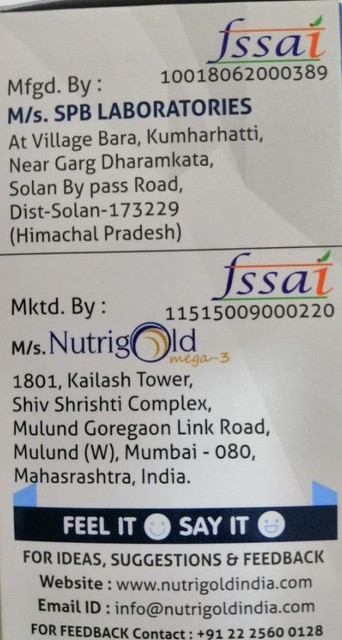 fssai
10018062000389
Mfgd. By :
M/s. SPB LABORATORIES
At Village Bara, Kumharhatti,
Near Garg Dharamkata,
Solan By pass Road,
Dist-Solan-173229
(Himachal Pradesh)
fssai
Mktd. By :
11515009000220
M/s. NutrigOld
mega-3
1801, Kailash Tower,
Shiv Shrishti Complex,
Mulund Goregaon Link Road,
Mulund (W), Mumbai - 080,
Mahasrashtra, India.
FEEL IT SAY IT
FOR IDEAS, SUGGESTIONS & FEEDBACK
Website : www.nutrigoldindia.com
Email ID : info@nutrigoldindia.com
FOR FEEDBACK Contact : +91 22 2560 0128